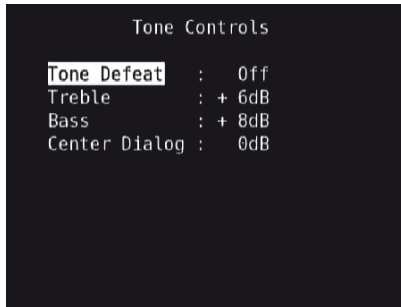 Tone Controls
Tone Defeat : Off
Treble : + 6dB
Bass : + 8dB
Center Dialog : 0dB